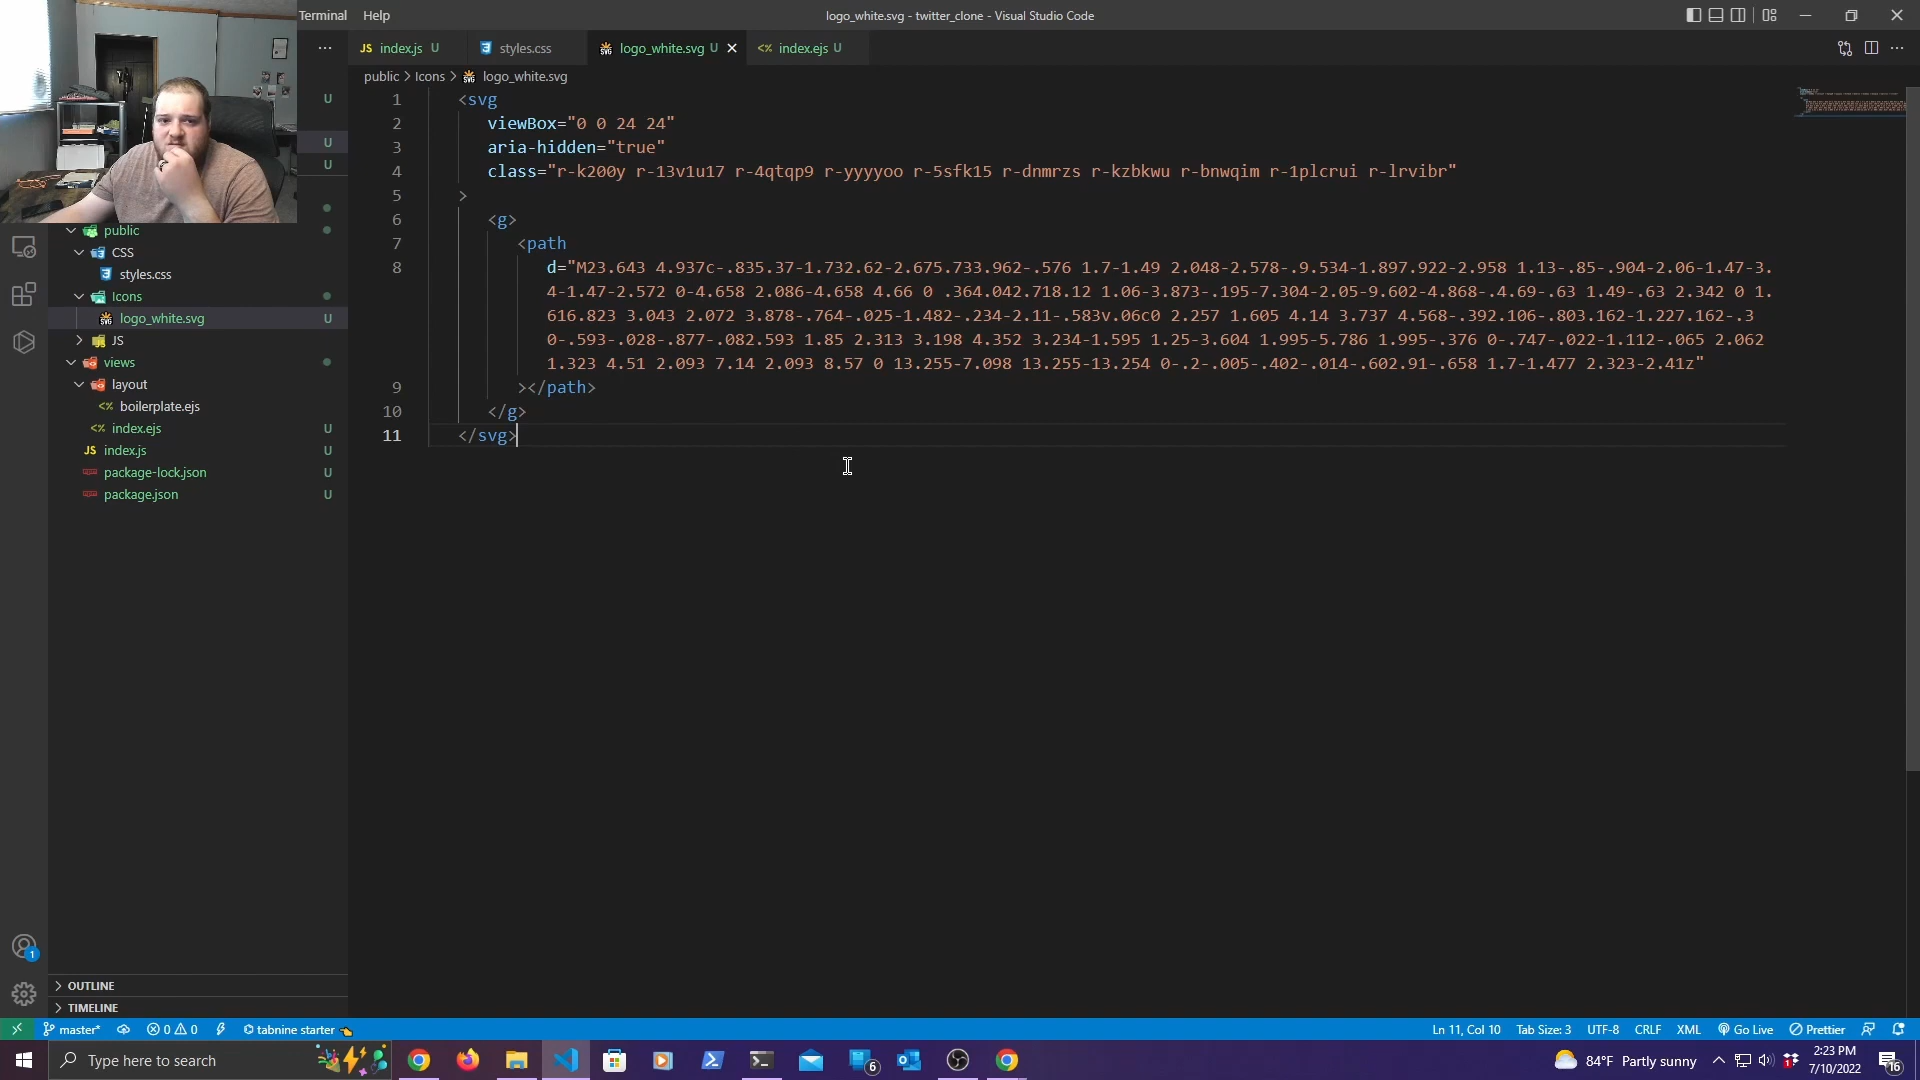 Terminal Help
logo_white.svg - twitter_clone - Visual Studio Code
JS index.js U
styles.css
logo_white.svg U
<% index.ejs U
public > Icons > logo_white.svg
1 <svg
2 viewBox="0 0 24 24"
3 aria-hidden="true"
4 class="r-k200y r-13v1u17 r-4qtqp9 r-yyyyoo r-5sfk15 r-dnmrzs r-kzbkwu r-bnwqim r-1plcrui r-lrvibr"
5 >
6 <g>
7 <path
8 d="M23.643 4.937c-.835.37-1.732.62-2.675.733.962-.576 1.7-1.49 2.048-2.578-.9.534-1.897.922-2.958 1.13-.85-.904-2.06-1.47-3.
4-1.47-2.572 0-4.658 2.086-4.658 4.66 0 .364.042.718.12 1.06-3.873-.195-7.304-2.05-9.602-4.868-.4.69-.63 1.49-.63 2.342 0 1.
616.823 3.043 2.072 3.878-.764-.025-1.482-.234-2.11-.583v.06c0 2.257 1.605 4.14 3.737 4.568-.392.106-.803.162-1.227.162-.3
0-.593-.028-.877-.082.593 1.85 2.313 3.198 4.352 3.234-1.595 1.25-3.604 1.995-5.786 1.995-.376 0-.747-.022-1.112-.065 2.062
1.323 4.51 2.093 7.14 2.093 8.57 0 13.255-7.098 13.255-13.254 0-.2-.005-.402-.014-.602.91-.658 1.7-1.477 2.323-2.41z"
9 ></path>
10 </g>
11 </svg>
U
U
U
public
CSS
styles.css
Icons
logo_white.svg U
JS
views
layout
<% boilerplate.ejs
<% index.ejs U
JS index.js U
package-lock.json U
package.json U
1
OUTLINE
TIMELINE
master* 0 0 tabnine starter
Ln 11, Col 10 Tab Size: 3 UTF-8 CRLF XML Go Live Prettier
Type here to search
6
84°F Partly sunny
1
2:23 PM
7/10/2022
16